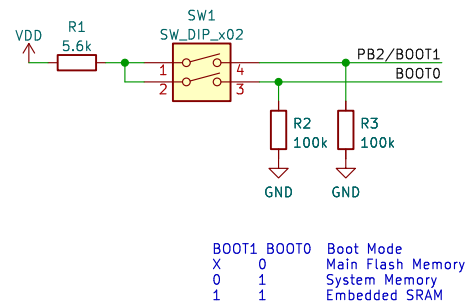 SW1
SW_DIP_x02
R1
VDD
5.6k
PB2/BOOT1
1
4
BOOT0
2
3
R2
100k
R3
100k
GND
GND
BOOT1 BOOT0 Boot Mode
X 0 Main Flash Memory
0 1 System Memory
1 1 Embedded SRAM